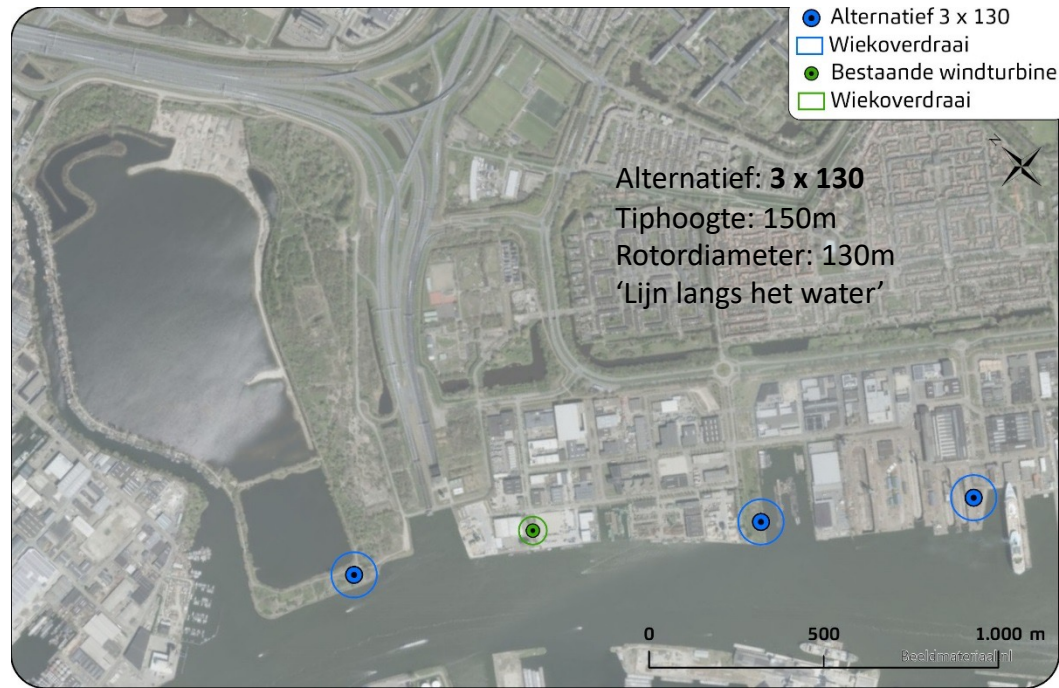 Alternatief 3 x 130
Wiekoverdraai
Bestaande windturbine
Wiekoverdraai
N
Alternatief: 3 x 130
Tiphoogte: 150m
Rotordiameter: 130m
‘Lijn langs het water’
0 500 1.000 m
Beeldmateriaal.nl